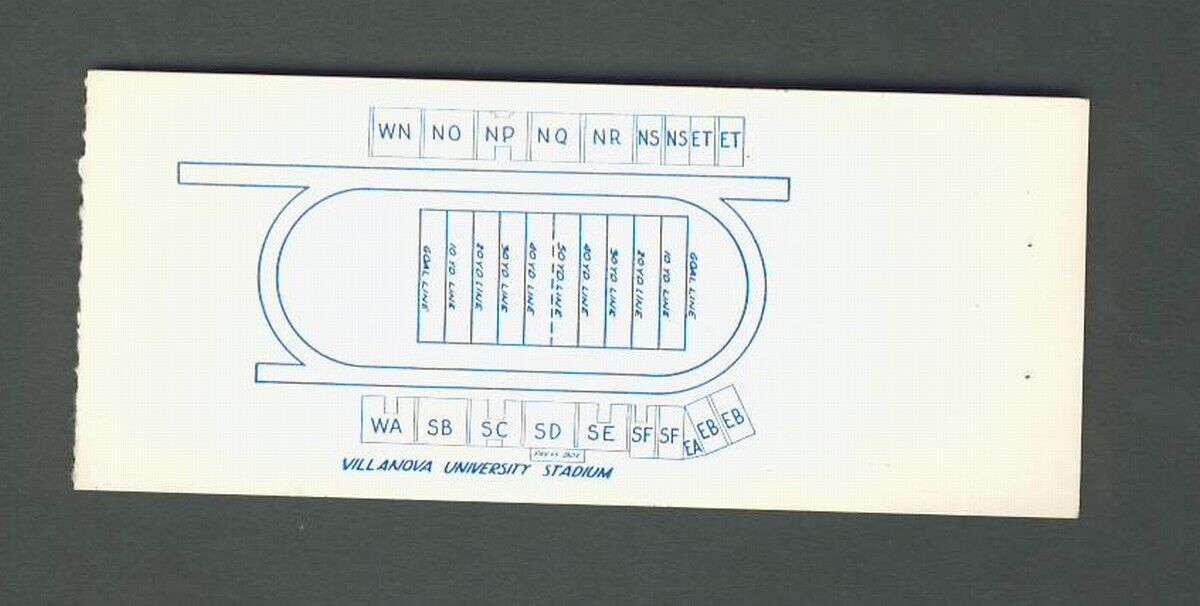 WN NO NP NQ NR NS NS ET ET
GOAL LINE
10 YD LINE
20 YD LINE
30 YD LINE
40 YD LINE
50 YD LINE
40 YD LINE
30 YD LINE
20 YD LINE
10 YD LINE
GOAL LINE
WA SB SC SD SE SF SF EA EB EB
PRESS BOX
VILLANOVA UNIVERSITY STADIUM